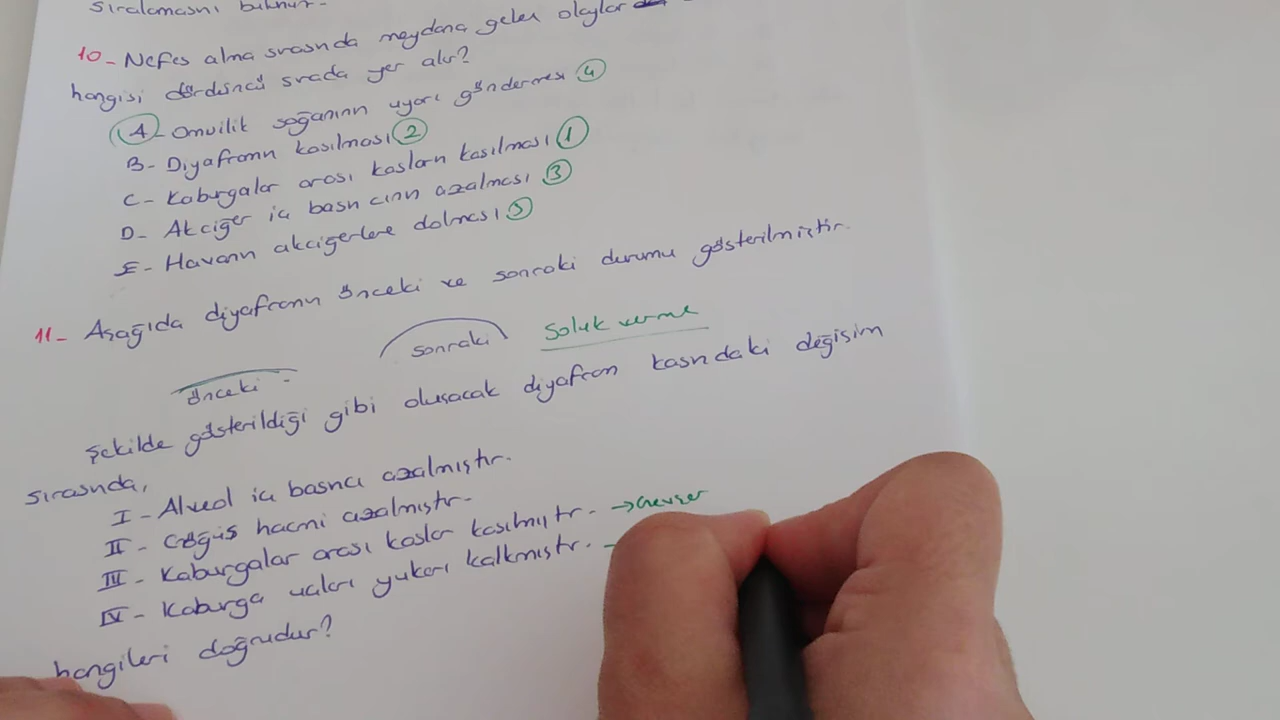 sıralamasını bulunur.
10- Nefes alma sırasında meydana gelen olaylar
hangisi dördüncü sırada yer alır?
A- Omurilik soğanının uyarı göndermesi 4
B- Diyaframın kasılması 2
C- Kaburgalar arası kasların kasılması 1
D- Akciğer iç basıncının azalması 3
E- Havanın akciğerlere dolması 5
11- Aşağıda diyaframın önceki ve sonraki durumu gösterilmiştir.
önceki sonraki Soluk verme
Şekilde gösterildiği gibi oluşacak diyafram kasındaki değişim
sırasında,
I- Alveol iç basıncı azalmıştır.
II- Göğüs hacmi azalmıştır.
III- Kaburgalar arası kaslar kasılmıştır. → Gevşer
IV- Kaburga uçları yukarı kalkmıştır. -
hangileri doğrudur?